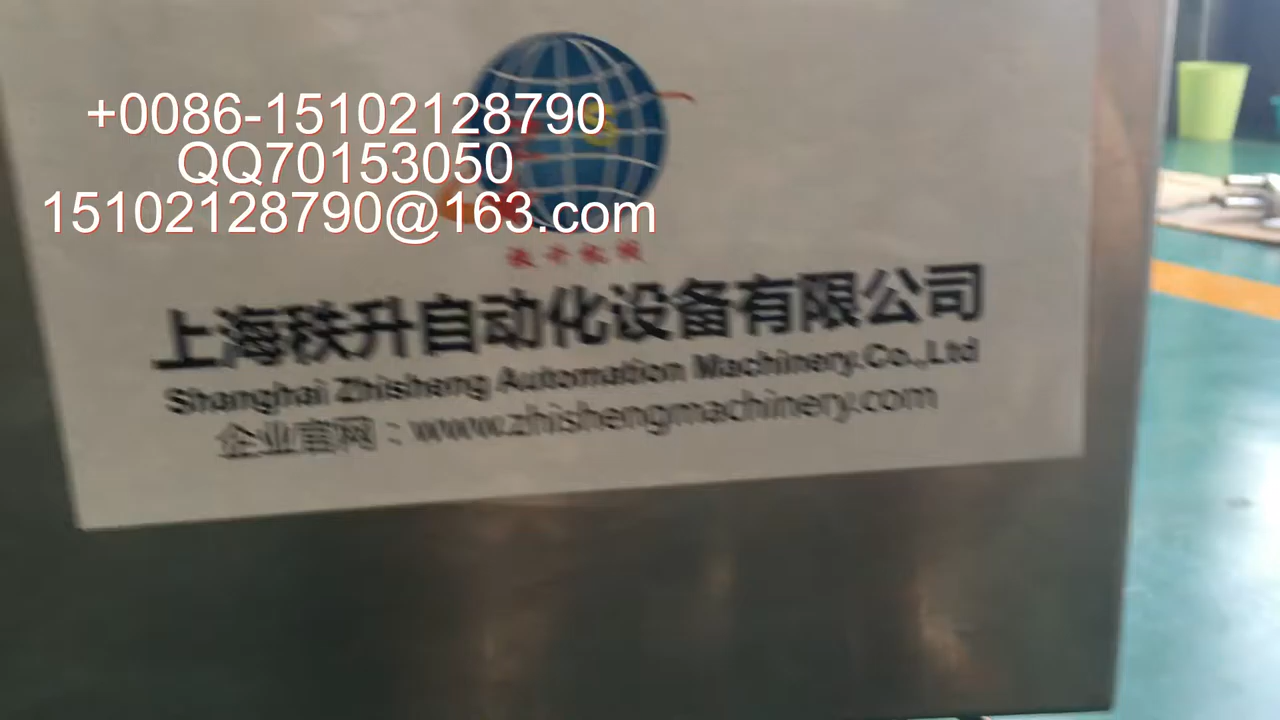 +0086-15102128790
QQ70153050
15102128790@163.com
上海秩升自动化设备有限公司
Shanghai Zhisheng Automation Machinery.Co.,Ltd
企业官网：www.zhishengmachinery.com